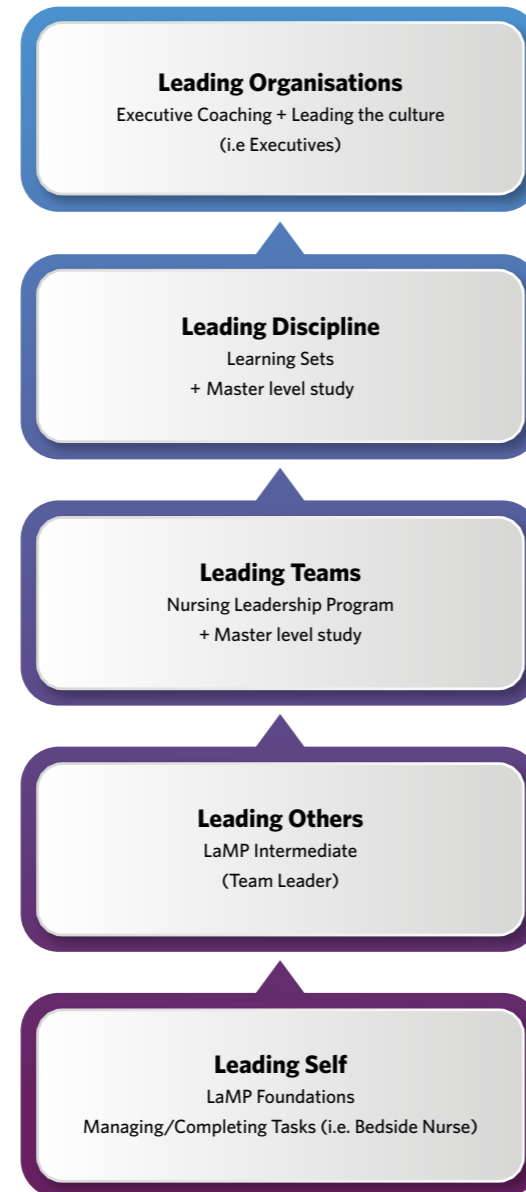 Leading Organisations
Executive Coaching + Leading the culture
(i.e Executives)
Leading Discipline
Learning Sets
+ Master level study
Leading Teams
Nursing Leadership Program
+ Master level study
Leading Others
LaMP Intermediate
(Team Leader)
Leading Self
LaMP Foundations
Managing/Completing Tasks (i.e. Bedside Nurse)